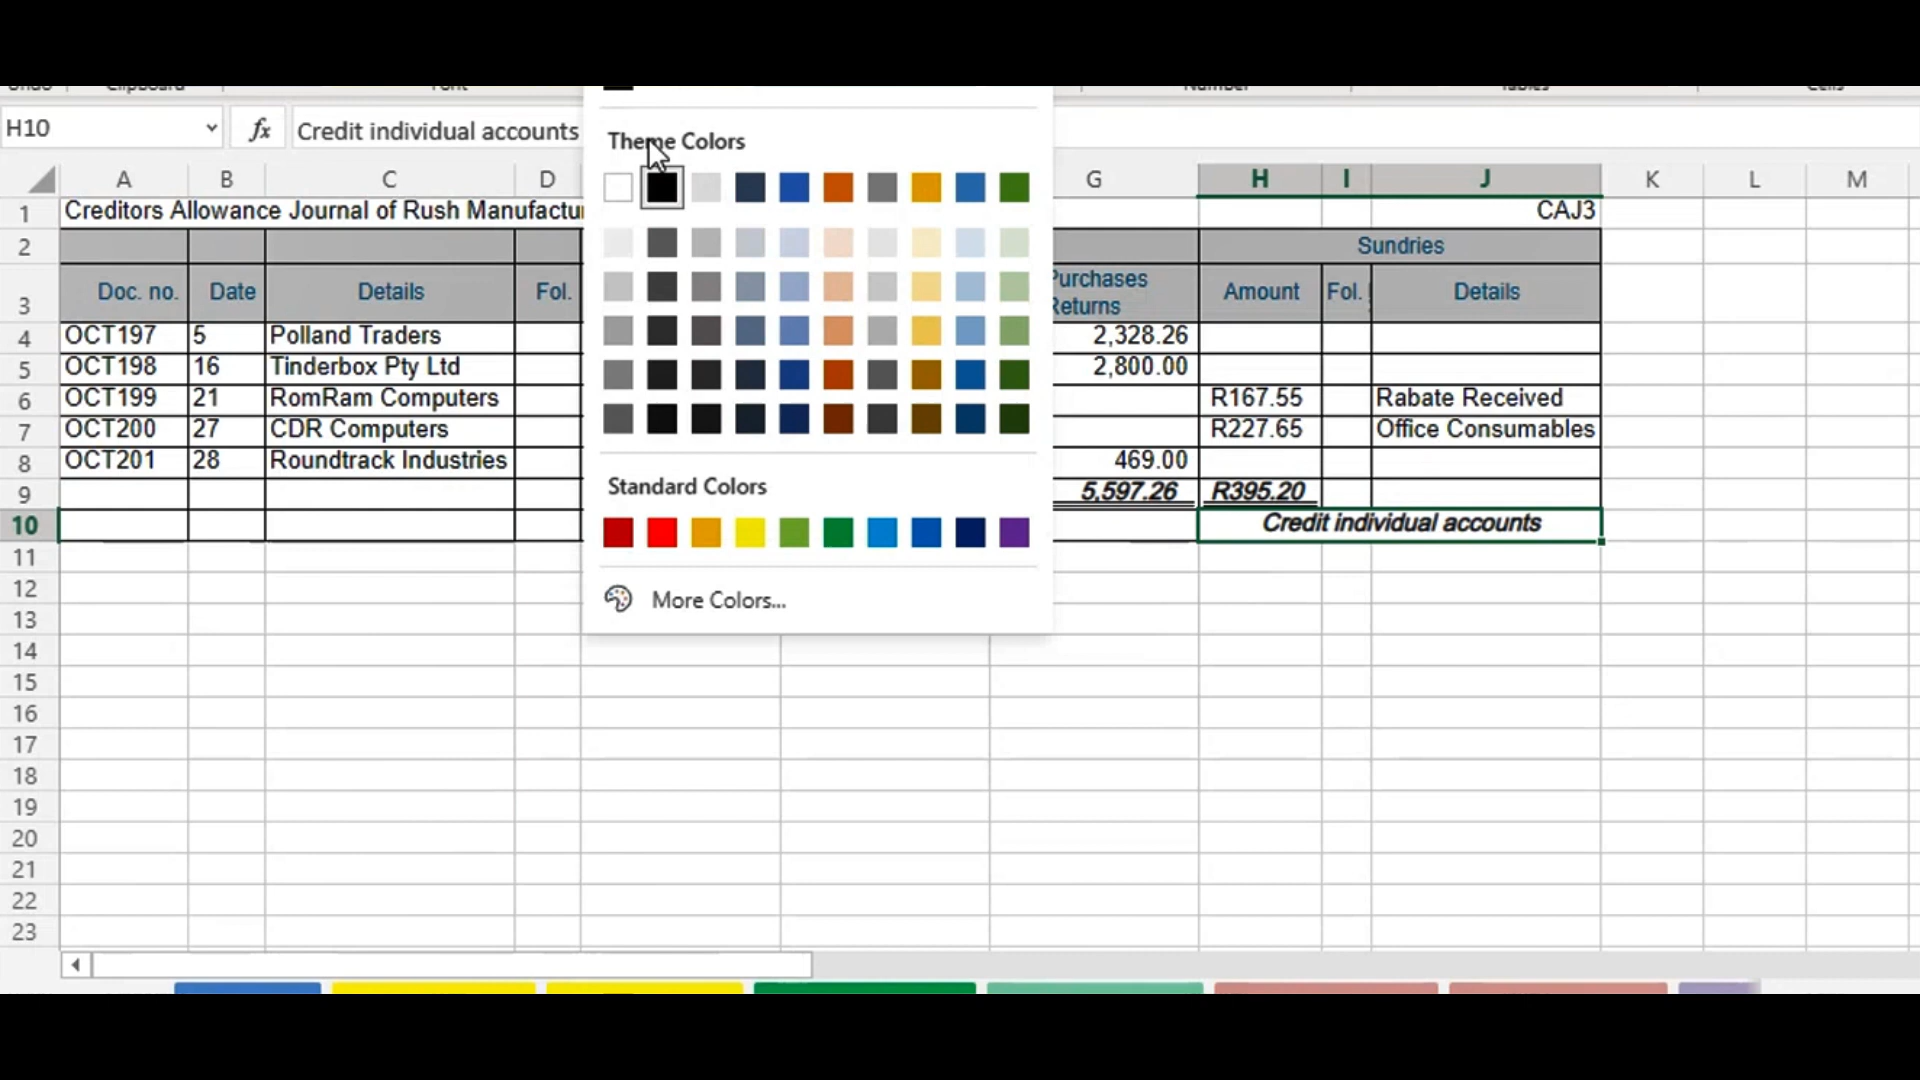 Undo Clipboard Font Number Tables Cells
H10 fx Credit individual accounts
Theme Colors
A B C D G H I J K L M
1 Creditors Allowance Journal of Rush Manufactu CAJ3
2 Sundries
3 Doc. no. Date Details Fol. Purchases Returns Amount Fol. Details
4 OCT197 5 Polland Traders 2,328.26
5 OCT198 16 Tinderbox Pty Ltd 2,800.00
6 OCT199 21 RomRam Computers R167.55 Rabate Received
7 OCT200 27 CDR Computers R227.65 Office Consumables
8 OCT201 28 Roundtrack Industries 469.00
Standard Colors
9 5,597.26 R395.20
10 Credit individual accounts
11
12
More Colors...
13
14
15
16
17
18
19
20
21
22
23